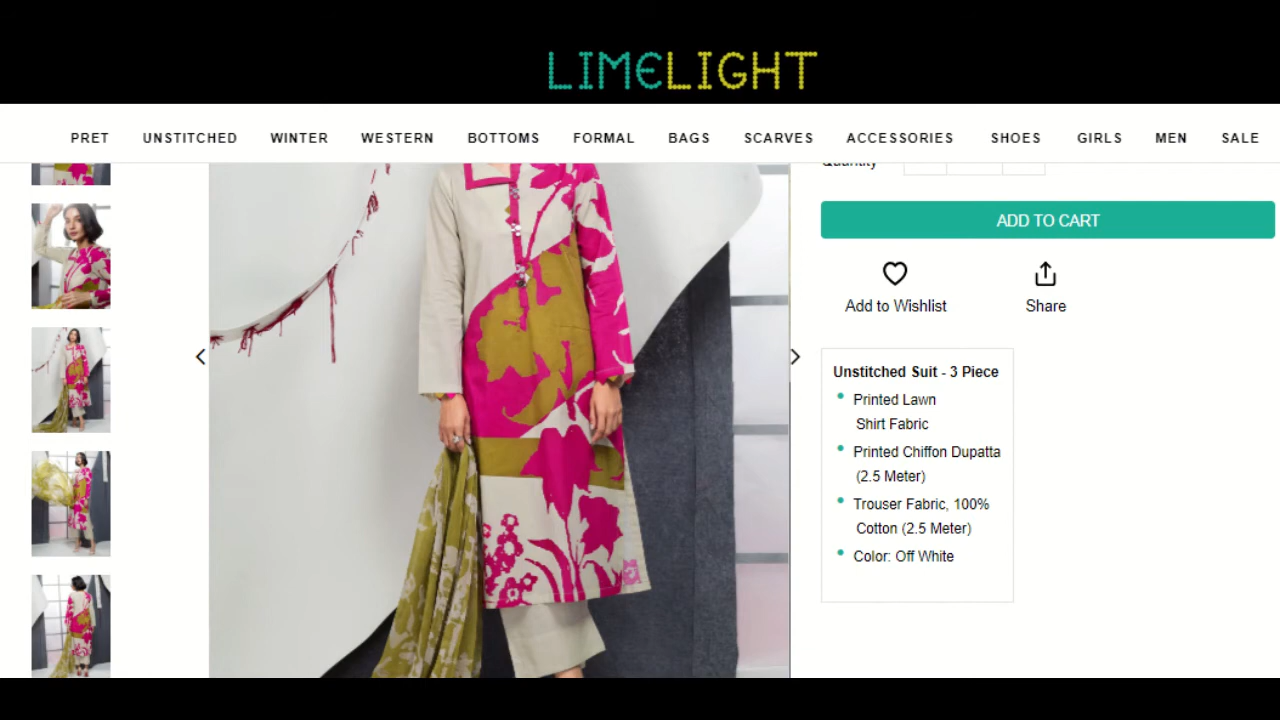 LIMELIGHT
PRET UNSTITCHED WINTER WESTERN BOTTOMS FORMAL BAGS SCARVES ACCESSORIES SHOES GIRLS MEN SALE
Quantity
ADD TO CART
Add to Wishlist Share
Unstitched Suit - 3 Piece
Printed Lawn
Shirt Fabric
Printed Chiffon Dupatta
(2.5 Meter)
Trouser Fabric, 100%
Cotton (2.5 Meter)
Color: Off White